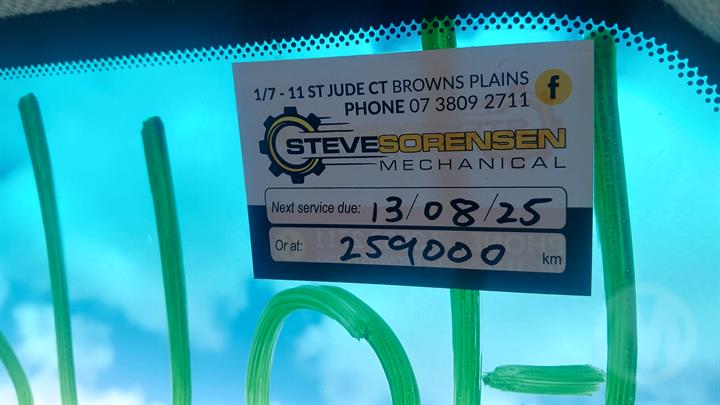 1/7 - 11 ST JUDE CT BROWNS PLAINS
PHONE 07 3809 2711
f
STEVESORENSEN
MECHANICAL
Next service due: 13/08/25
Or at: 259000 km